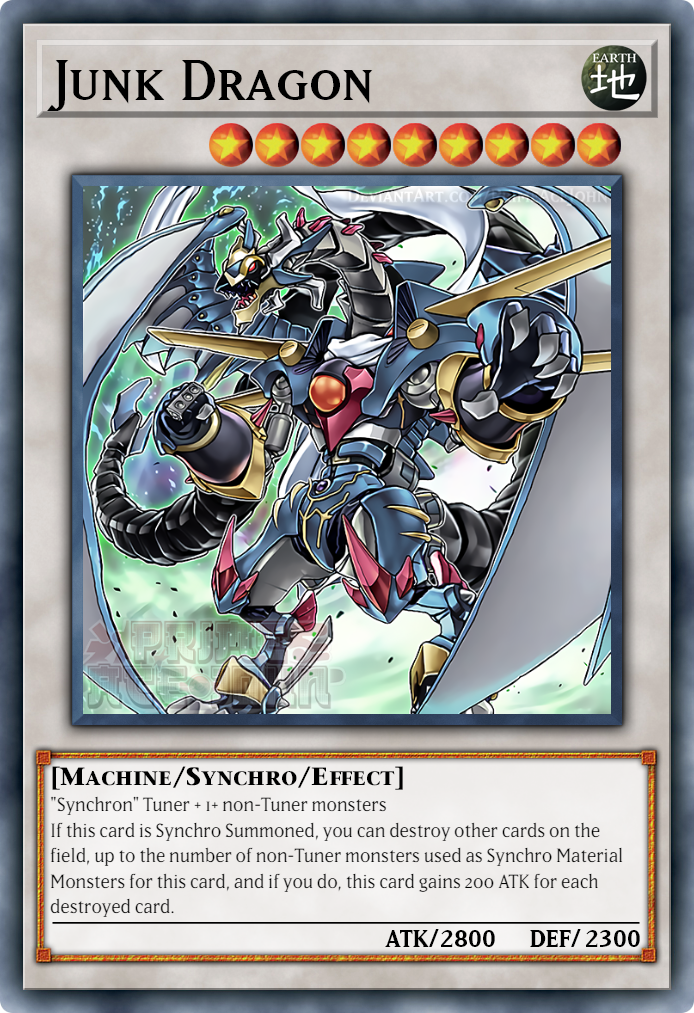 Junk Dragon
EARTH
地
DeviantArt.co
[Machine/Synchro/Effect]
"Synchron" Tuner + 1+ non-Tuner monsters
If this card is Synchro Summoned, you can destroy other cards on the
field, up to the number of non-Tuner monsters used as Synchro Material
Monsters for this card, and if you do, this card gains 200 ATK for each
destroyed card.
ATK/2800 DEF/2300